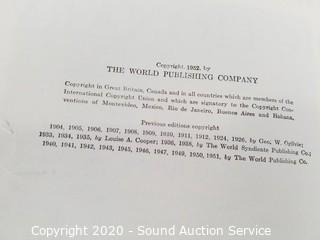 Copyright, 1952, by
THE WORLD PUBLISHING COMPANY
Copyright in Great Britain, Canada and in all countries which are members of the
International Copyright Union and which are signatory to the Copyright Con-
ventions of Montevideo, Mexico, Rio de Janeiro, Buenos Aires and Habana.
Previous editions copyright
1904, 1905, 1906, 1907, 1908, 1909, 1910, 1911, 1912, 1924, 1926, by Geo. W. Ogilvie;
1933, 1934, 1935, by Louise A. Cooper; 1936, 1938, by The World Syndicate Publishing Co.;
1940, 1941, 1942, 1943, 1945, 1946, 1947, 1949, 1950, 1951, by The World Publishing Co.
Copyright 2020 - Sound Auction Service